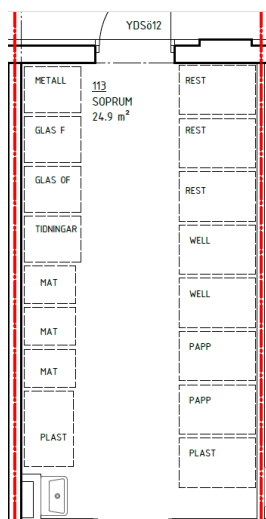 YDSö12
METALL
113
SOPRUM
24.9 m²
REST
GLAS F
REST
GLAS OF
REST
TIDNINGAR
WELL
MAT
WELL
MAT
PAPP
MAT
PAPP
PLAST
PLAST